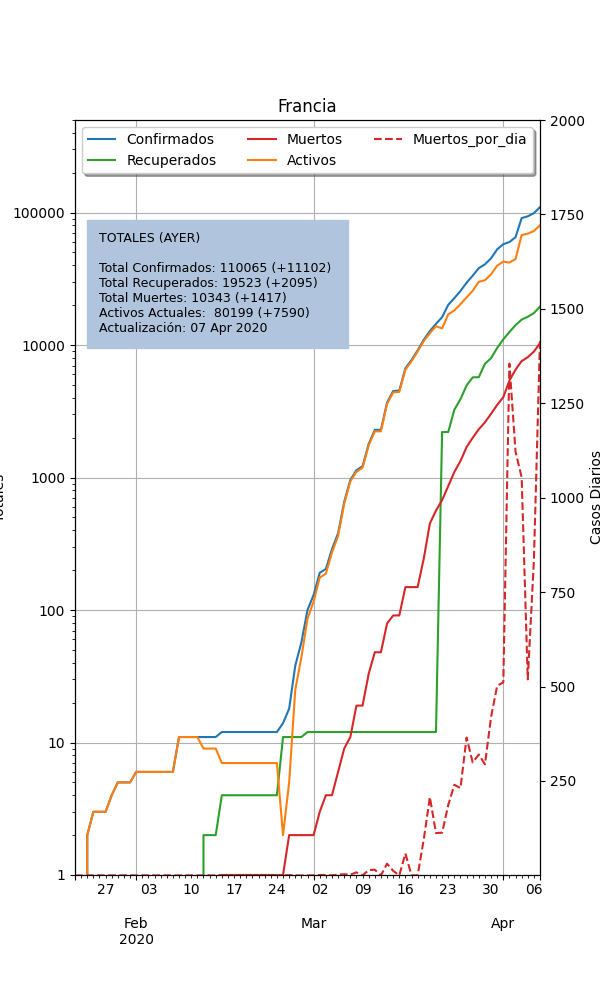 Francia
Confirmados
Recuperados
Muertos
Activos
Muertos_por_dia
TOTALES (AYER)
Total Confirmados: 110065 (+11102)
Total Recuperados: 19523 (+2095)
Total Muertes: 10343 (+1417)
Activos Actuales:  80199 (+7590)
Actualización: 07 Apr 2020
100000
10000
1000
100
10
1
2000
1750
1500
1250
1000
750
500
250
Casos Diarios
27 03 10 17 24 02 09 16 23 30 06
Feb Mar Apr
2020